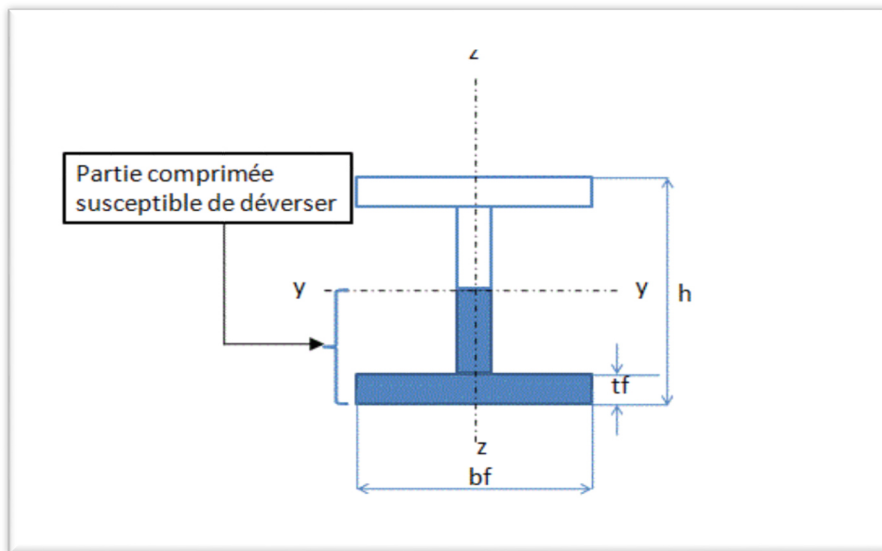 z
Partie comprimée
susceptible de déverser
y
y
h
tf
z
bf